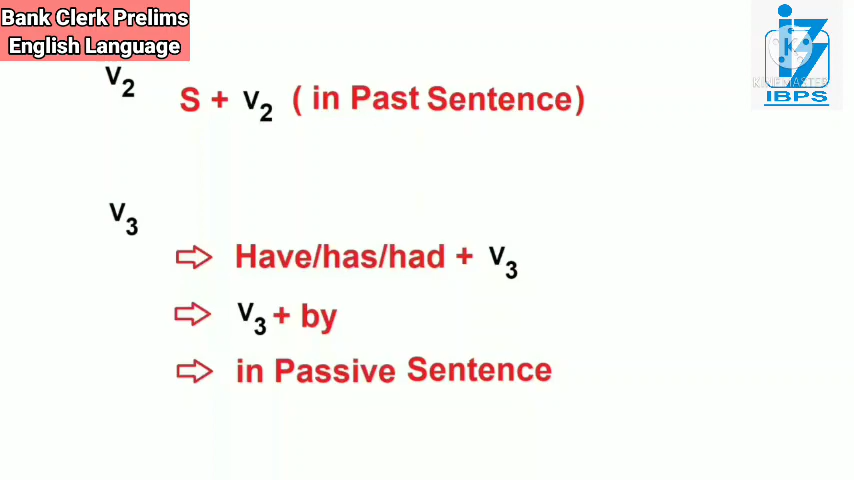 Bank Clerk Prelims
English Language
V2
S + V2 ( in Past Sentence)
V3
⇨ Have/has/had + V3
⇨ V3 + by
⇨ in Passive Sentence
KINEMASTER
IBPS